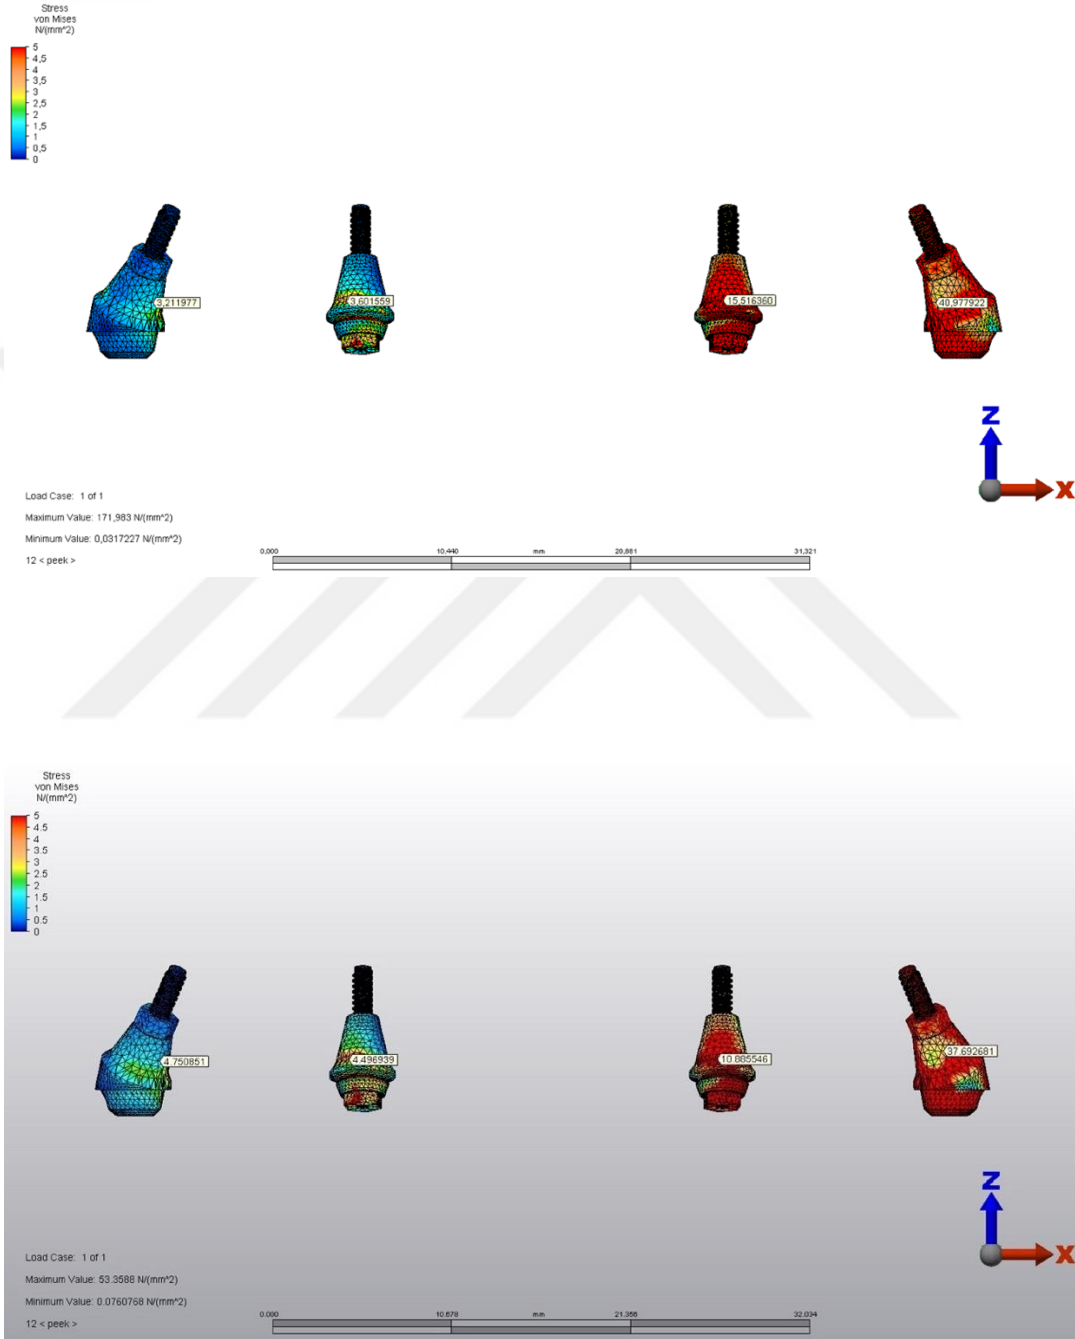 Stress
von Mises
N/(mm^2)
5
4,5
4
3,5
3
2,5
2
1,5
1
0,5
0
3,211977
3,601559
15,516360
40,977922
Z
X
Load Case: 1 of 1
Maximum Value: 171,983 N/(mm^2)
Minimum Value: 0,0317227 N/(mm^2)
12 < peek >
0,000 10,440 mm 20,881 31,321
Stress
von Mises
N/(mm^2)
5
4.5
4
3.5
3
2.5
2
1.5
1
0.5
0
4.750851
4.496939
10.885546
37.692681
Z
X
Load Case: 1 of 1
Maximum Value: 53.3588 N/(mm^2)
Minimum Value: 0.0760768 N/(mm^2)
12 < peek >
0.000 10.678 mm 21.356 32.034